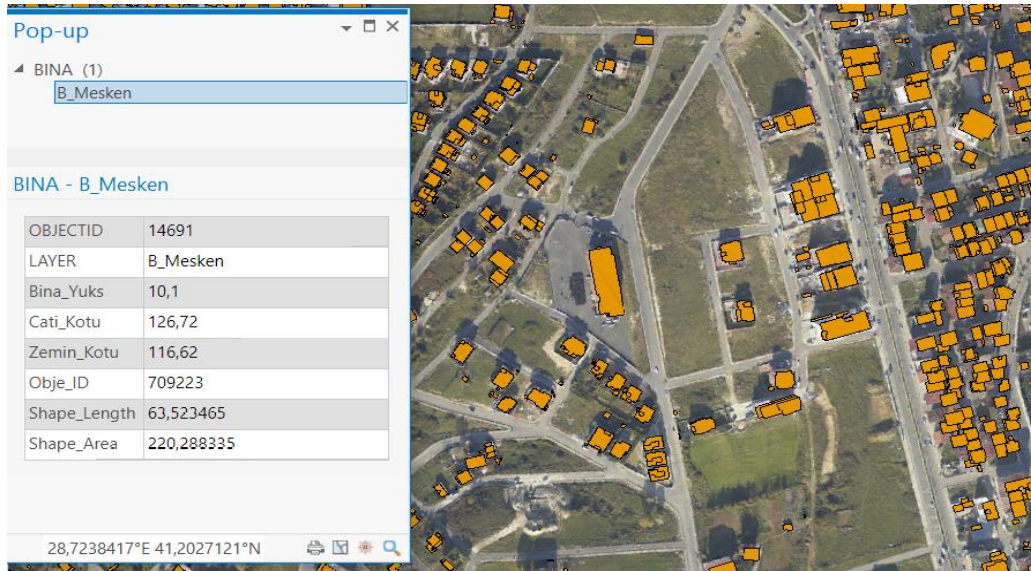 Pop-up
BINA (1)
B_Mesken
BINA - B_Mesken
OBJECTID 14691
LAYER B_Mesken
Bina_Yuks 10,1
Cati_Kotu 126,72
Zemin_Kotu 116,62
Obje_ID 709223
Shape_Length 63,523465
Shape_Area 220,288335
28,7238417°E 41,2027121°N